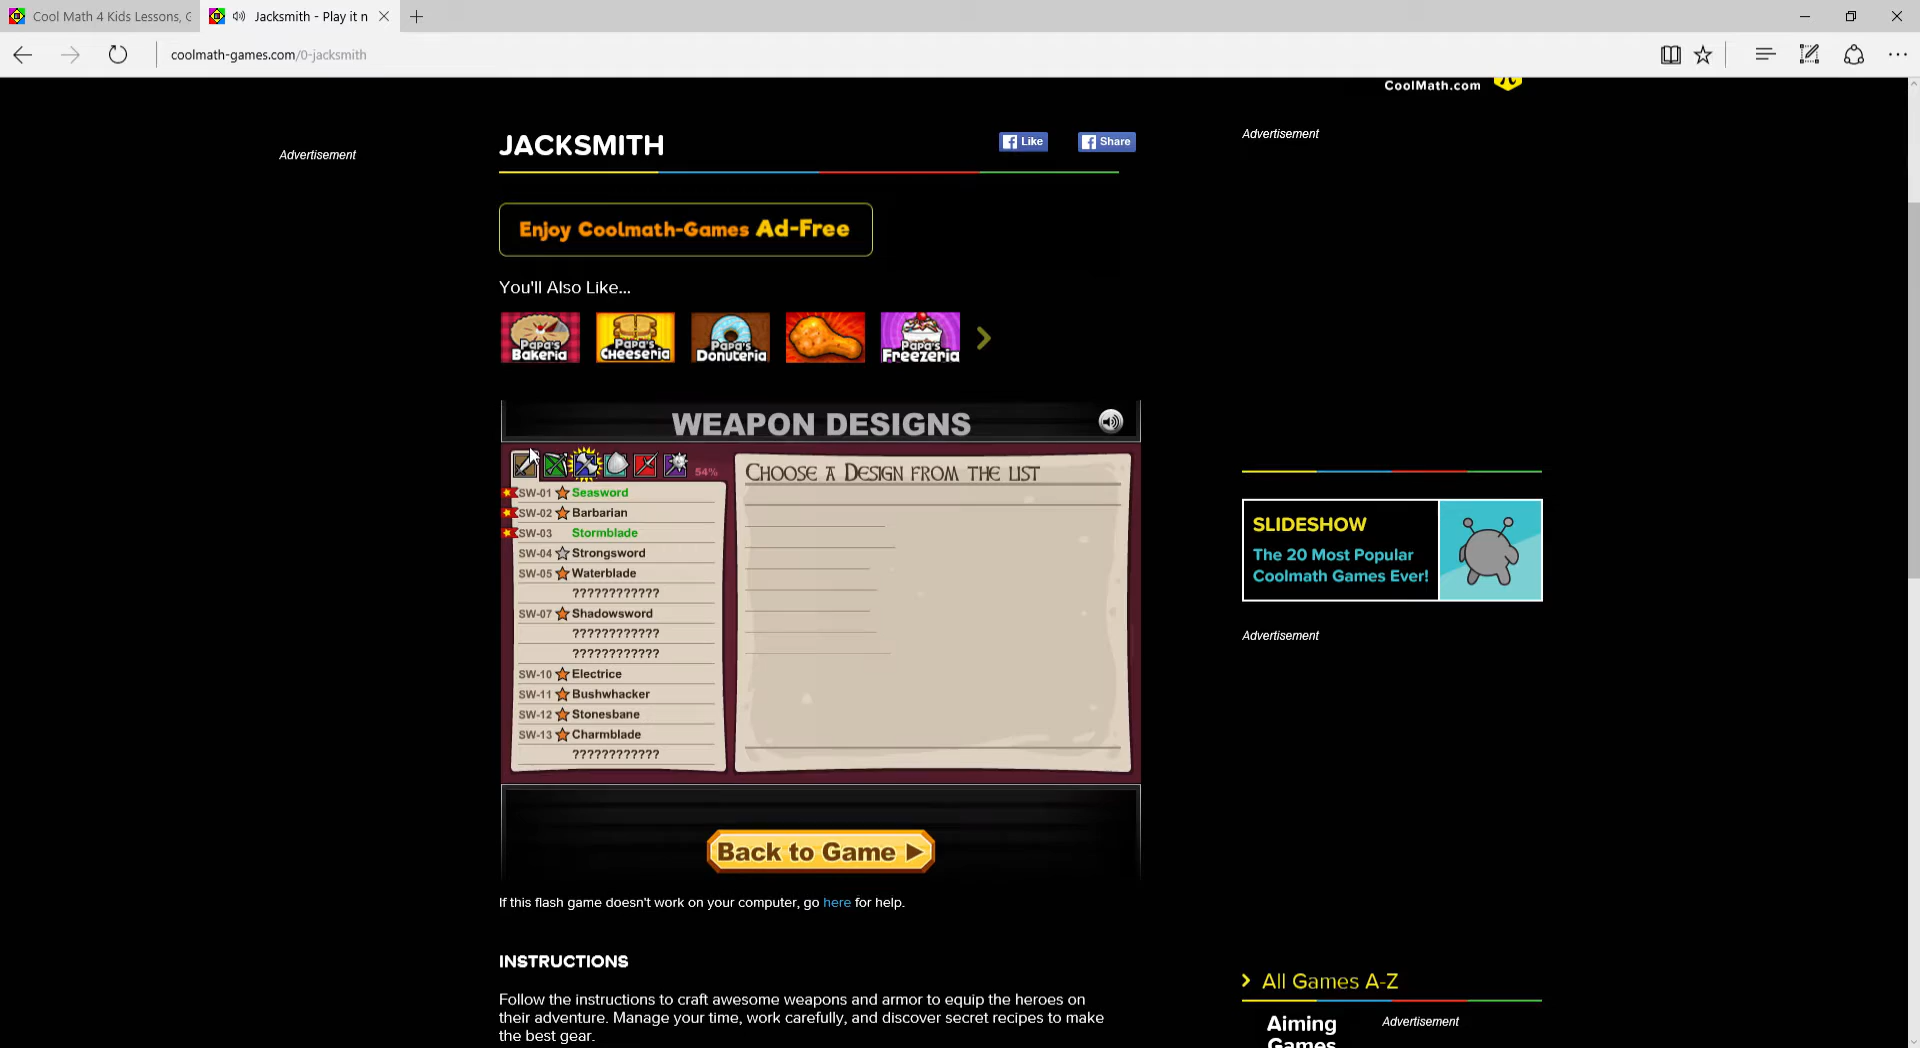 Cool Math 4 Kids Lessons, G
Jacksmith - Play it n
coolmath-games.com/0-jacksmith
CoolMath.com
Advertisement
JACKSMITH
Like
Share
Advertisement
Enjoy Coolmath-Games Ad-Free
You'll Also Like...
Papa's Bakeria
Papa's Cheeseria
Papa's Donuteria
Papa's Freezeria
WEAPON DESIGNS
54%
SW-01 Seasword
SW-02 Barbarian
SW-03 Stormblade
SW-04 Strongsword
SW-05 Waterblade
????????????
SW-07 Shadowsword
????????????
????????????
SW-10 Electrice
SW-11 Bushwhacker
SW-12 Stonesbane
SW-13 Charmblade
????????????
CHOOSE A DESIGN FROM THE LIST
Back to Game
If this flash game doesn't work on your computer, go here for help.
INSTRUCTIONS
Follow the instructions to craft awesome weapons and armor to equip the heroes on
their adventure. Manage your time, work carefully, and discover secret recipes to make
the best gear.
SLIDESHOW
The 20 Most Popular
Coolmath Games Ever!
Advertisement
All Games A-Z
Aiming
Games
Advertisement